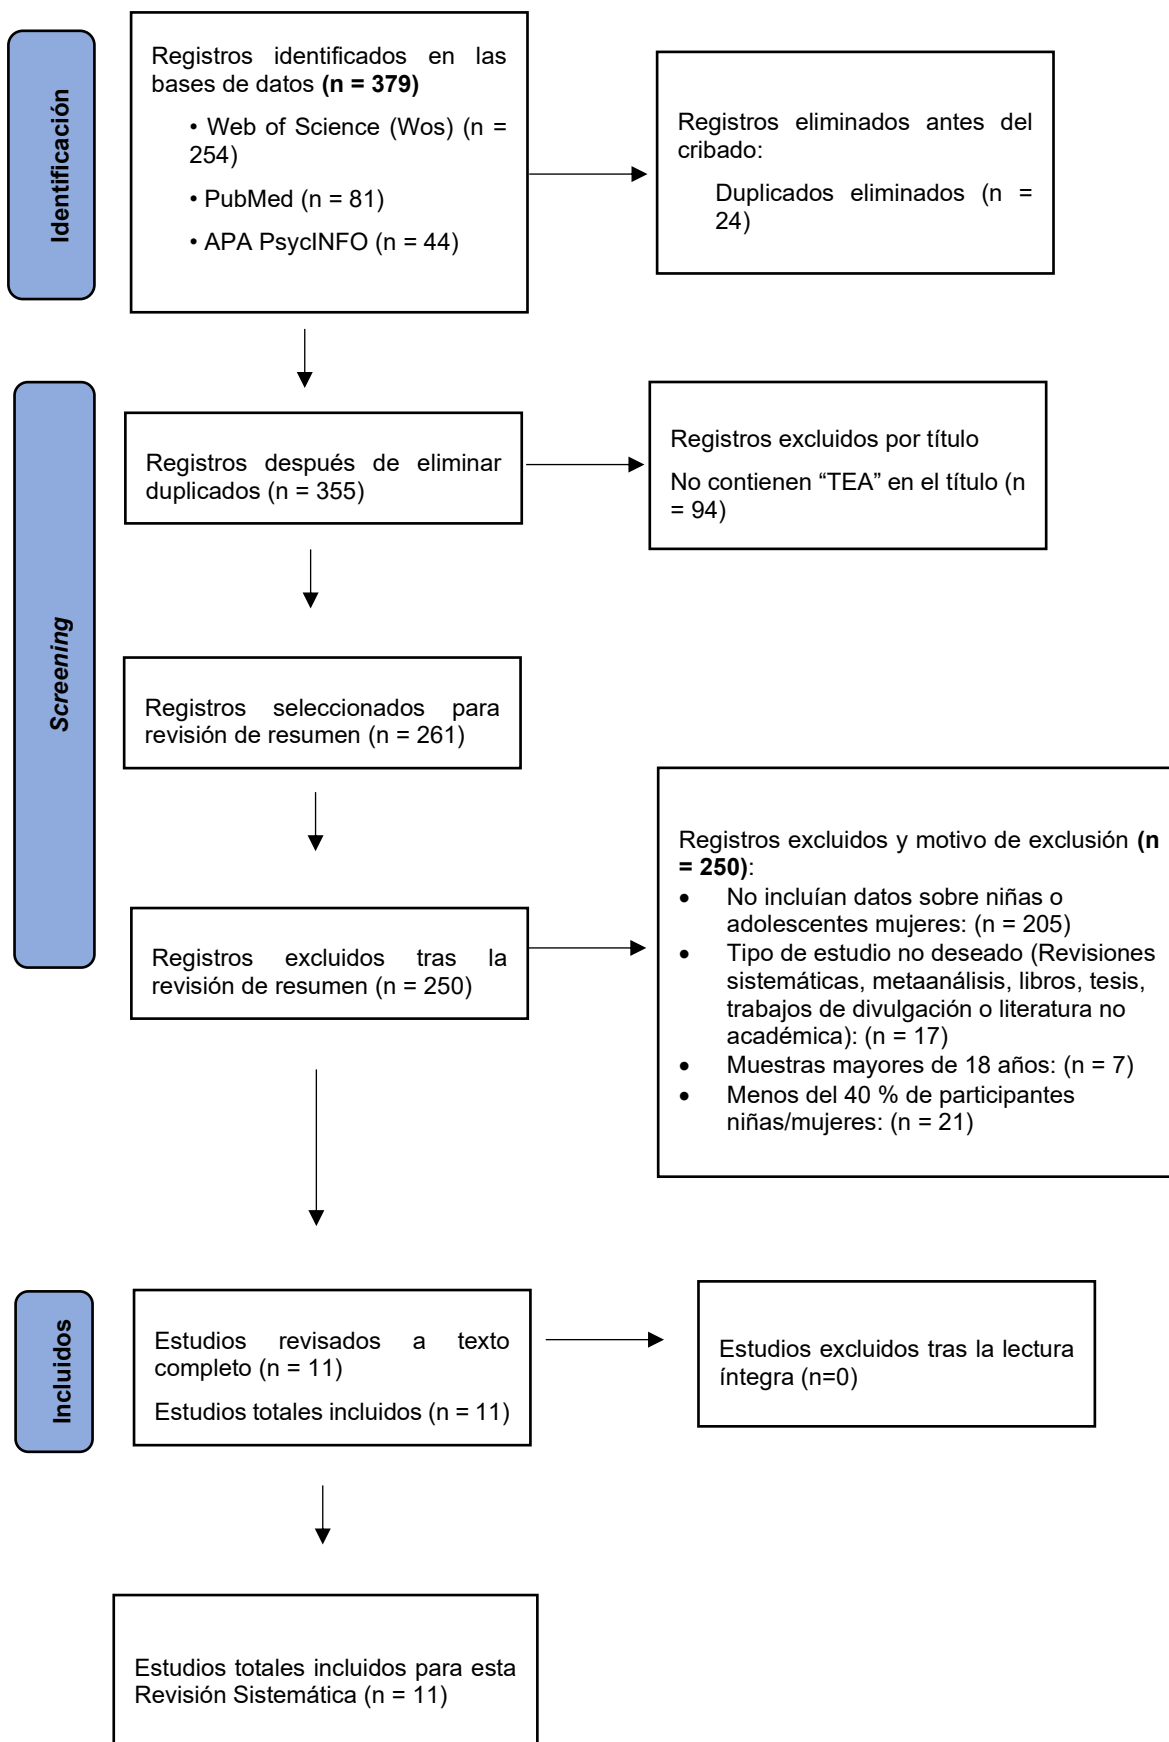 Identificación
Registros identificados en las
bases de datos (n = 379)
• Web of Science (Wos) (n =
254)
• PubMed (n = 81)
• APA PsycINFO (n = 44)
Registros eliminados antes del
cribado:
Duplicados eliminados (n =
24)
Screening
Registros después de eliminar
duplicados (n = 355)
Registros excluidos por título
No contienen “TEA” en el título (n
= 94)
Registros seleccionados para
revisión de resumen (n = 261)
Registros excluidos tras la
revisión de resumen (n = 250)
Registros excluidos y motivo de exclusión (n
= 250):
• No incluían datos sobre niñas o
adolescentes mujeres: (n = 205)
• Tipo de estudio no deseado (Revisiones
sistemáticas, metaanálisis, libros, tesis,
trabajos de divulgación o literatura no
académica): (n = 17)
• Muestras mayores de 18 años: (n = 7)
• Menos del 40 % de participantes
niñas/mujeres: (n = 21)
Incluidos
Estudios revisados a texto
completo (n = 11)
Estudios totales incluidos (n = 11)
Estudios excluidos tras la lectura
íntegra (n=0)
Estudios totales incluidos para esta
Revisión Sistemática (n = 11)